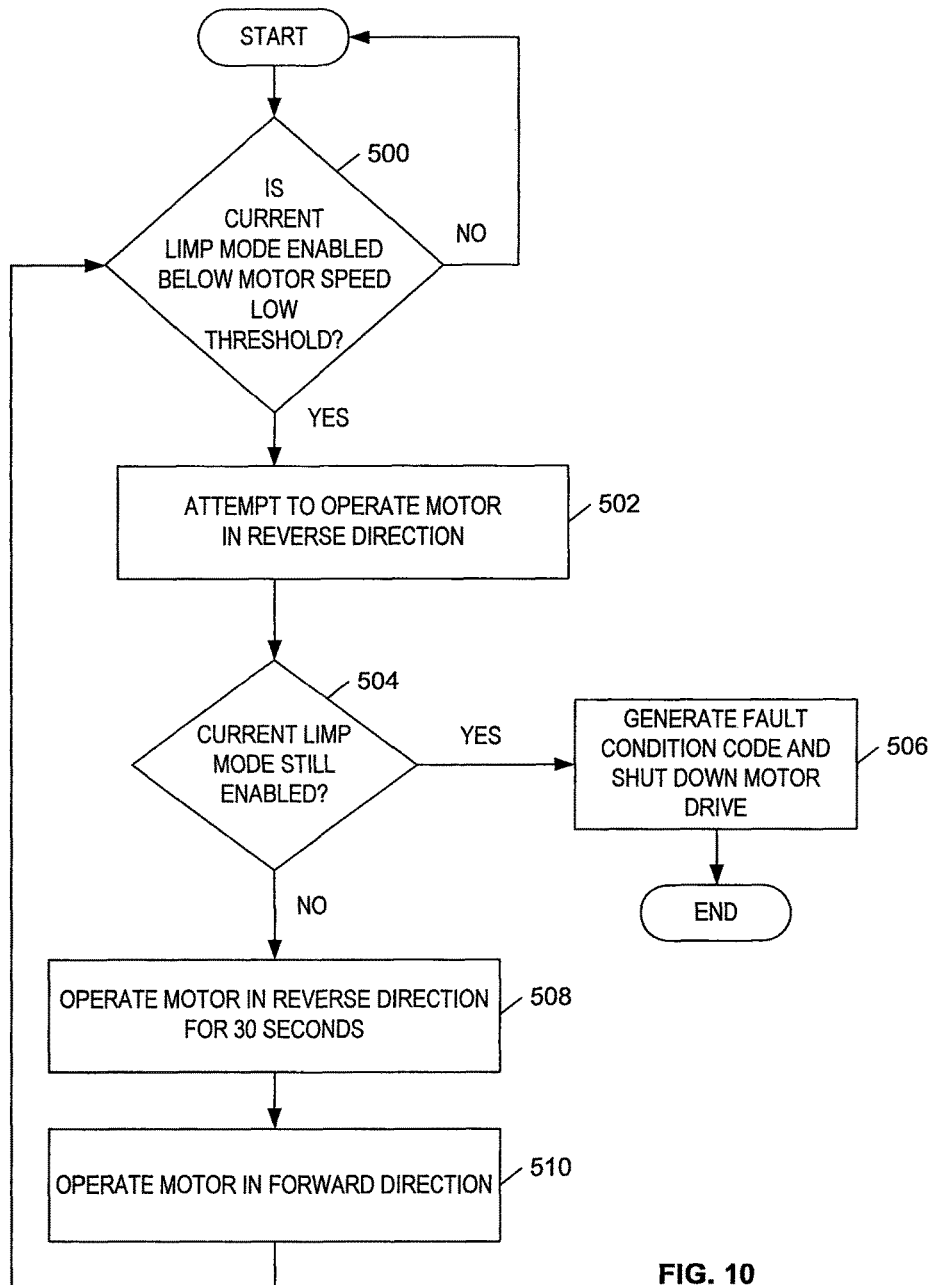 START
500
IS
CURRENT
LIMP MODE ENABLED
BELOW MOTOR SPEED
LOW
THRESHOLD?
NO
YES
ATTEMPT TO OPERATE MOTOR
IN REVERSE DIRECTION
502
504
CURRENT LIMP
MODE STILL
ENABLED?
YES
GENERATE FAULT
CONDITION CODE AND
SHUT DOWN MOTOR
DRIVE
506
END
NO
OPERATE MOTOR IN REVERSE DIRECTION
FOR 30 SECONDS
508
OPERATE MOTOR IN FORWARD DIRECTION
510
FIG. 10